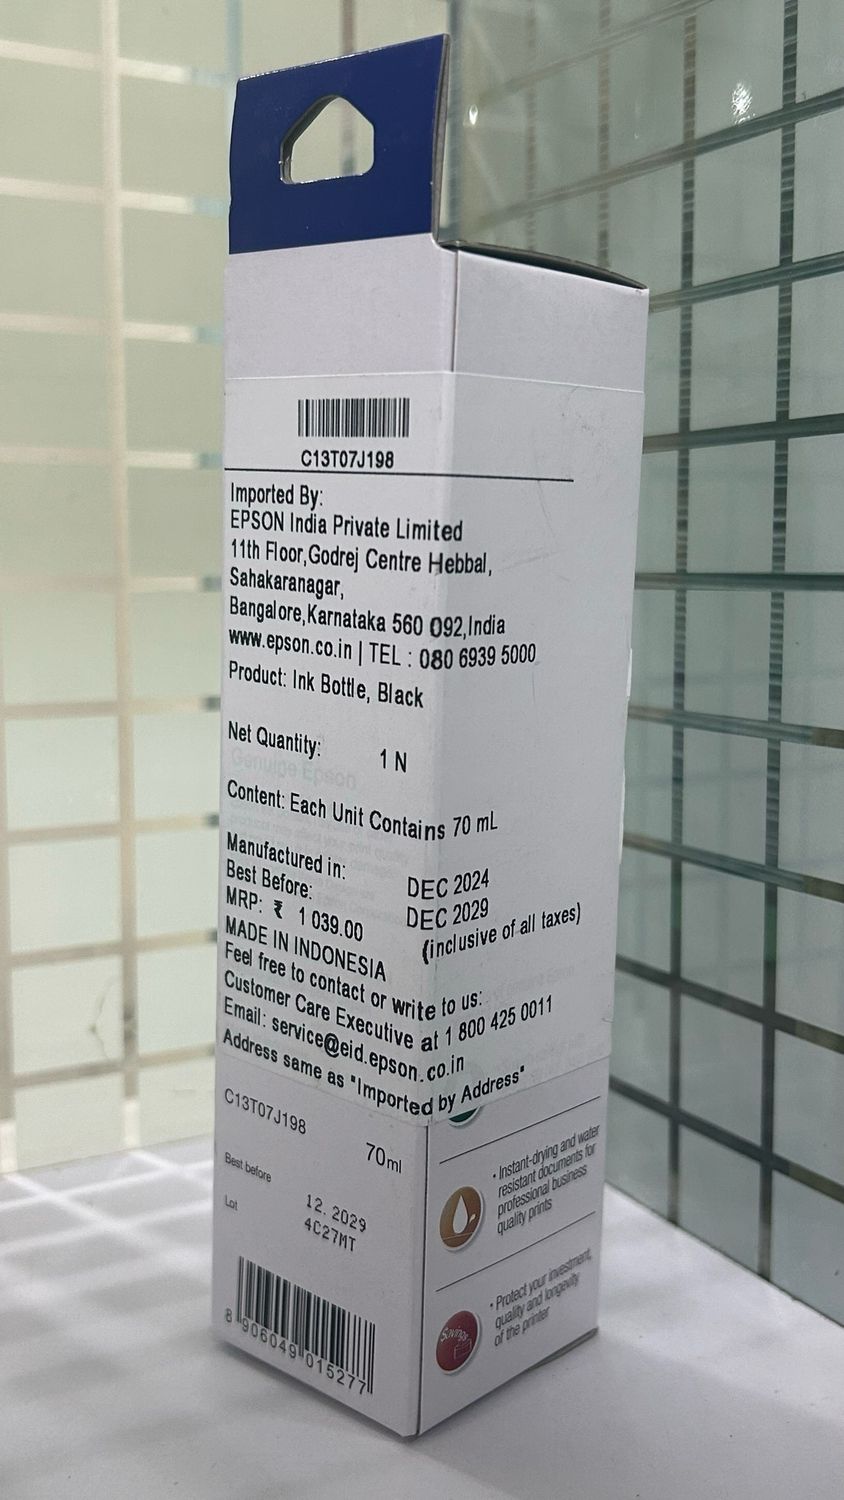 C13T07J198
Imported By:
EPSON India Private Limited
11th Floor,Godrej Centre Hebbal,
Sahakaranagar,
Bangalore,Karnataka 560 092,India
www.epson.co.in | TEL : 080 6939 5000
Product: Ink Bottle, Black
Net Quantity: 1 N
Genuine Epson
Content: Each Unit Contains 70 mL
Manufactured in: DEC 2024
Best Before: DEC 2029
MRP: ₹ 1 039.00 (inclusive of all taxes)
MADE IN INDONESIA
Feel free to contact or write to us:
Customer Care Executive at 1 800 425 0011
Email: service@eid.epson.co.in
Address same as "Imported by Address"
C13T07J198
70ml
Best before 12.2029
Lot 4C27MT
8 906049 015277
• Instant-drying and water
resistant documents for
professional business
quality prints
Savings
• Protect your investment,
quality and longevity
of the printer